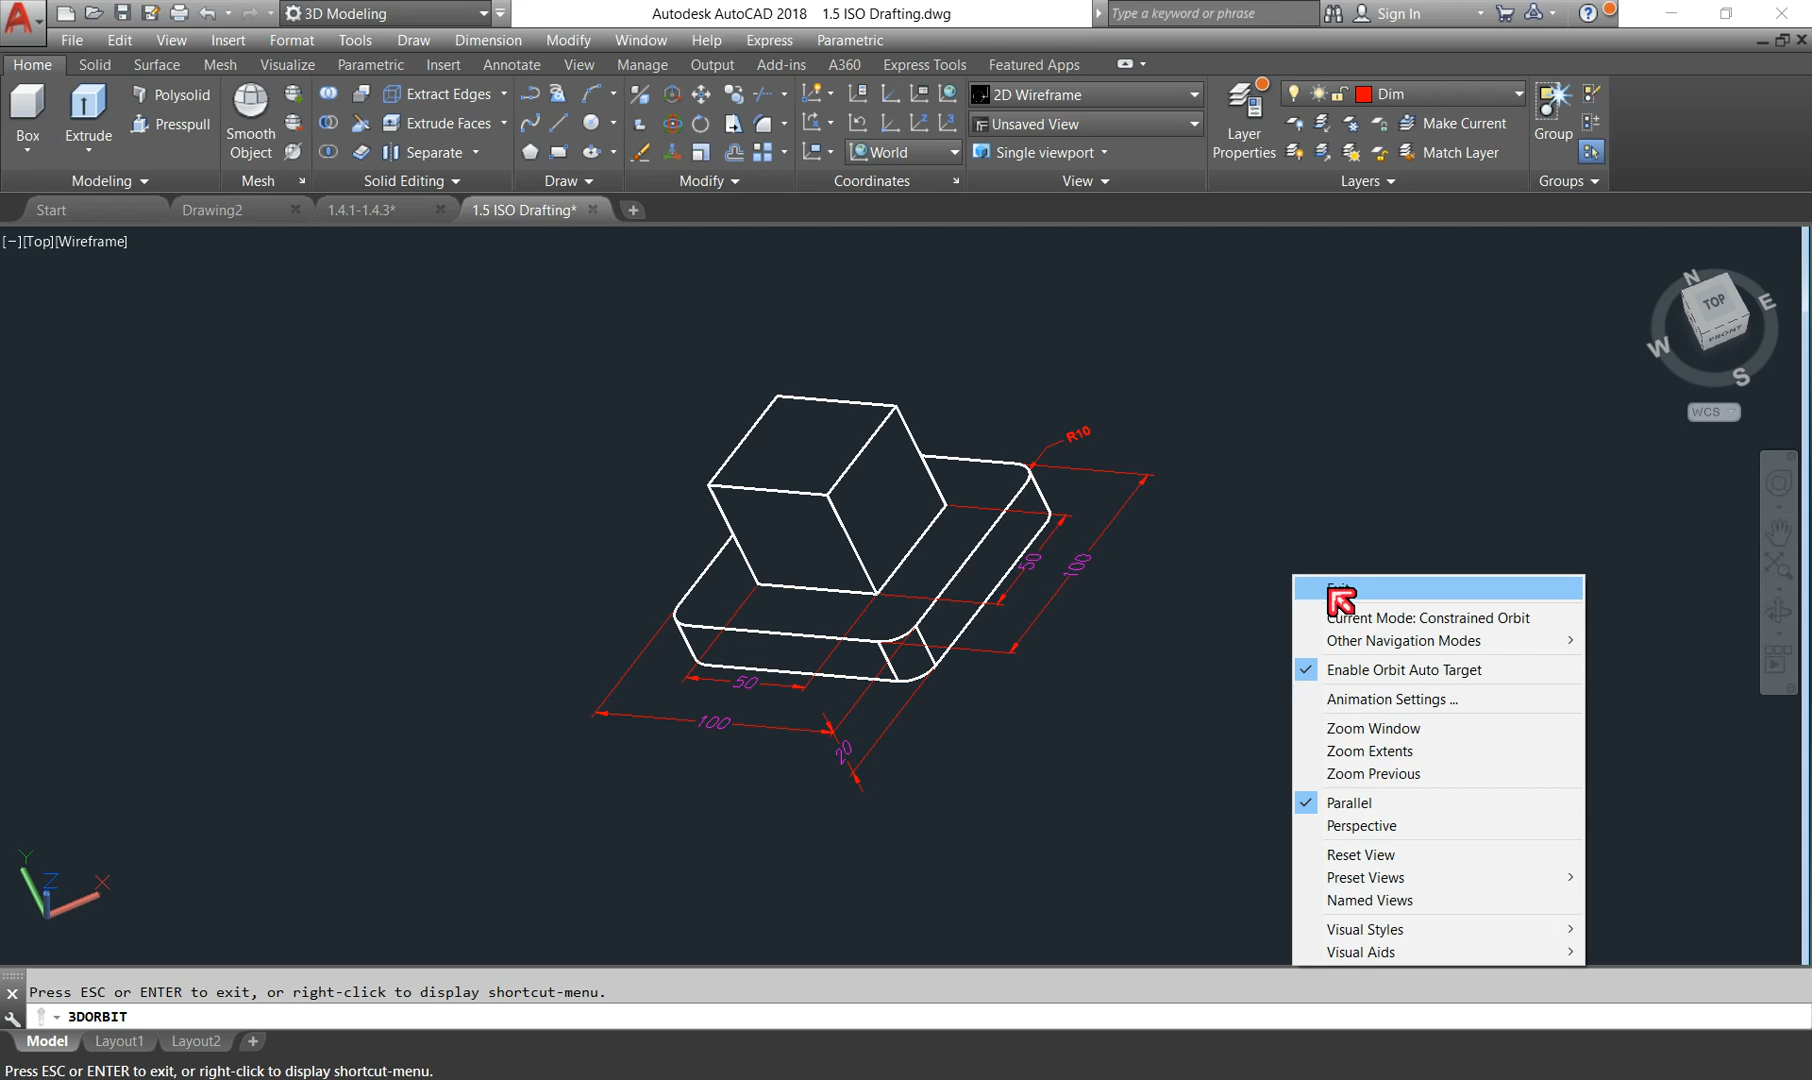 3D Modeling
Autodesk AutoCAD 2018 1.5 ISO Drafting.dwg
Type a keyword or phrase
Sign In
File Edit View Insert Format Tools Draw Dimension Modify Window Help Express Parametric
Home Solid Surface Mesh Visualize Parametric Insert Annotate View Manage Output Add-ins A360 Express Tools Featured Apps
Box
Extrude
Polysolid
Presspull
Smooth
Object
Extract Edges
Extrude Faces
Separate
World
2D Wireframe
Unsaved View
Single viewport
Layer
Properties
Dim
Make Current
Match Layer
Group
Modeling Mesh Solid Editing Draw Modify Coordinates View Layers Groups
Start Drawing2 1.4.1-1.4.3* 1.5 ISO Drafting*
[−][Top][Wireframe]
N
E
S
W
TOP
FRONT
WCS
R10
50
100
50
100
20
Y
Z
X
Exit
Current Mode: Constrained Orbit
Other Navigation Modes
Enable Orbit Auto Target
Animation Settings ...
Zoom Window
Zoom Extents
Zoom Previous
Parallel
Perspective
Reset View
Preset Views
Named Views
Visual Styles
Visual Aids
Press ESC or ENTER to exit, or right-click to display shortcut-menu.
3DORBIT
Model Layout1 Layout2
Press ESC or ENTER to exit, or right-click to display shortcut-menu.